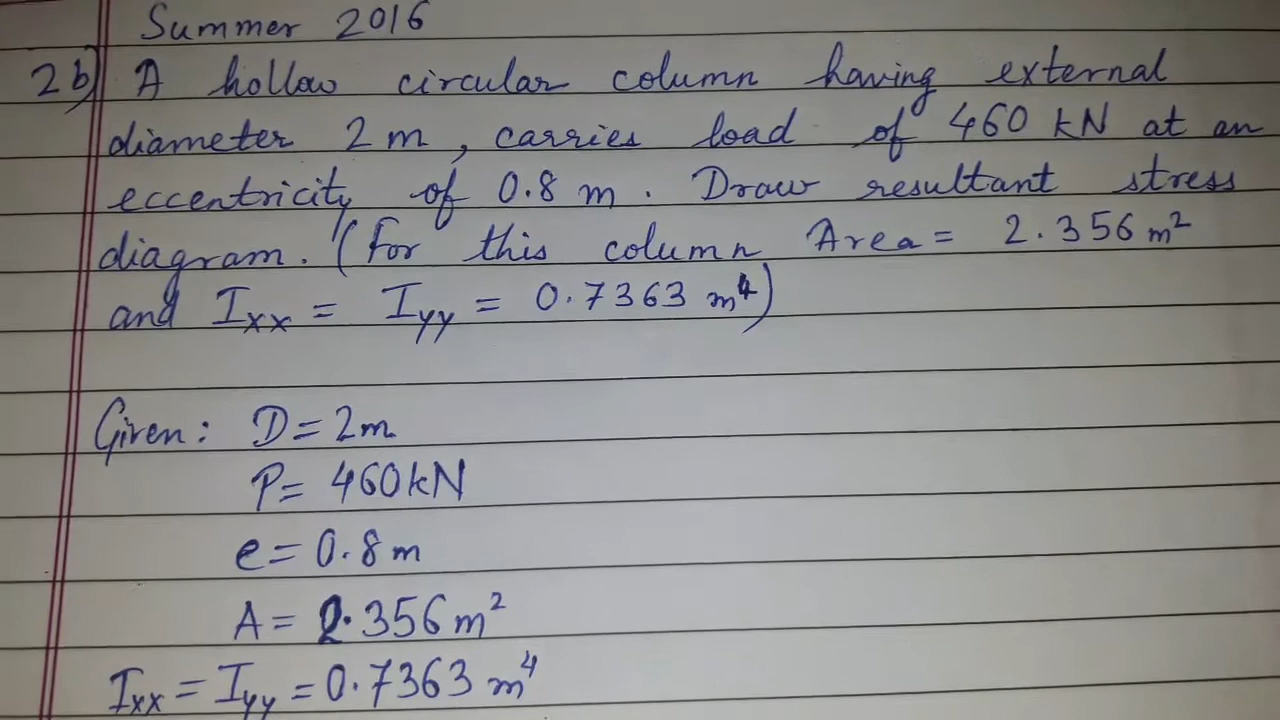 Summer 2016
2b) A hollow circular column having external
diameter 2 m, carries load of 460 kN at an
eccentricity of 0.8 m. Draw resultant stress
diagram. (For this column Area = 2.356 m²
and Ixx = Iyy = 0.7363 m⁴)
Given: D = 2m
P = 460kN
e = 0.8 m
A = 2.356 m²
Ixx = Iyy = 0.7363 m⁴